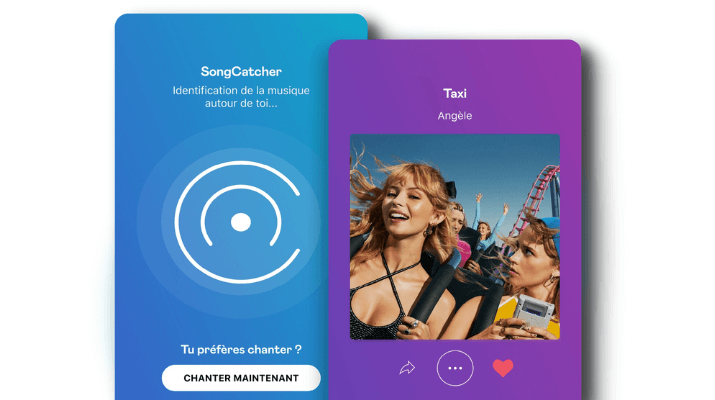 SongCatcher
Identification de la musique
autour de toi...
Tu préfères chanter ?
CHANTER MAINTENANT
Taxi
Angèle